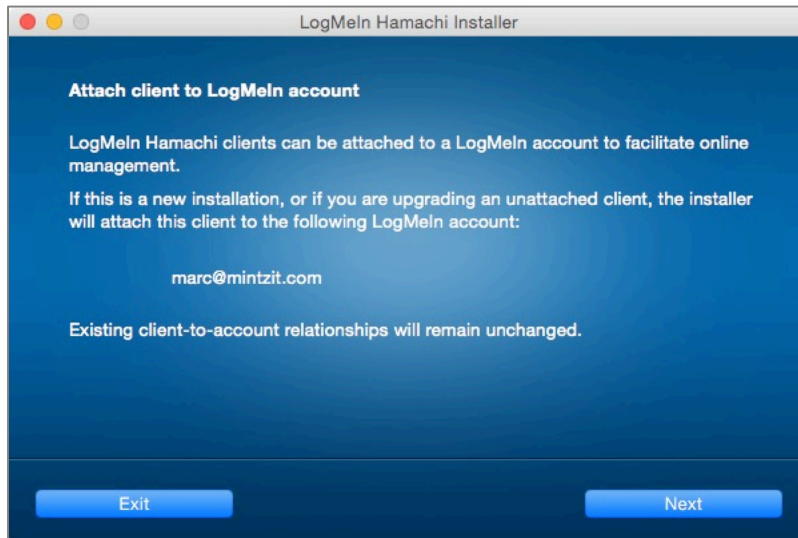 LogMeIn Hamachi Installer
Attach client to LogMeIn account
LogMeIn Hamachi clients can be attached to a LogMeIn account to facilitate online
management.
If this is a new installation, or if you are upgrading an unattached client, the installer
will attach this client to the following LogMeIn account:
marc@mintzit.com
Existing client-to-account relationships will remain unchanged.
Exit
Next